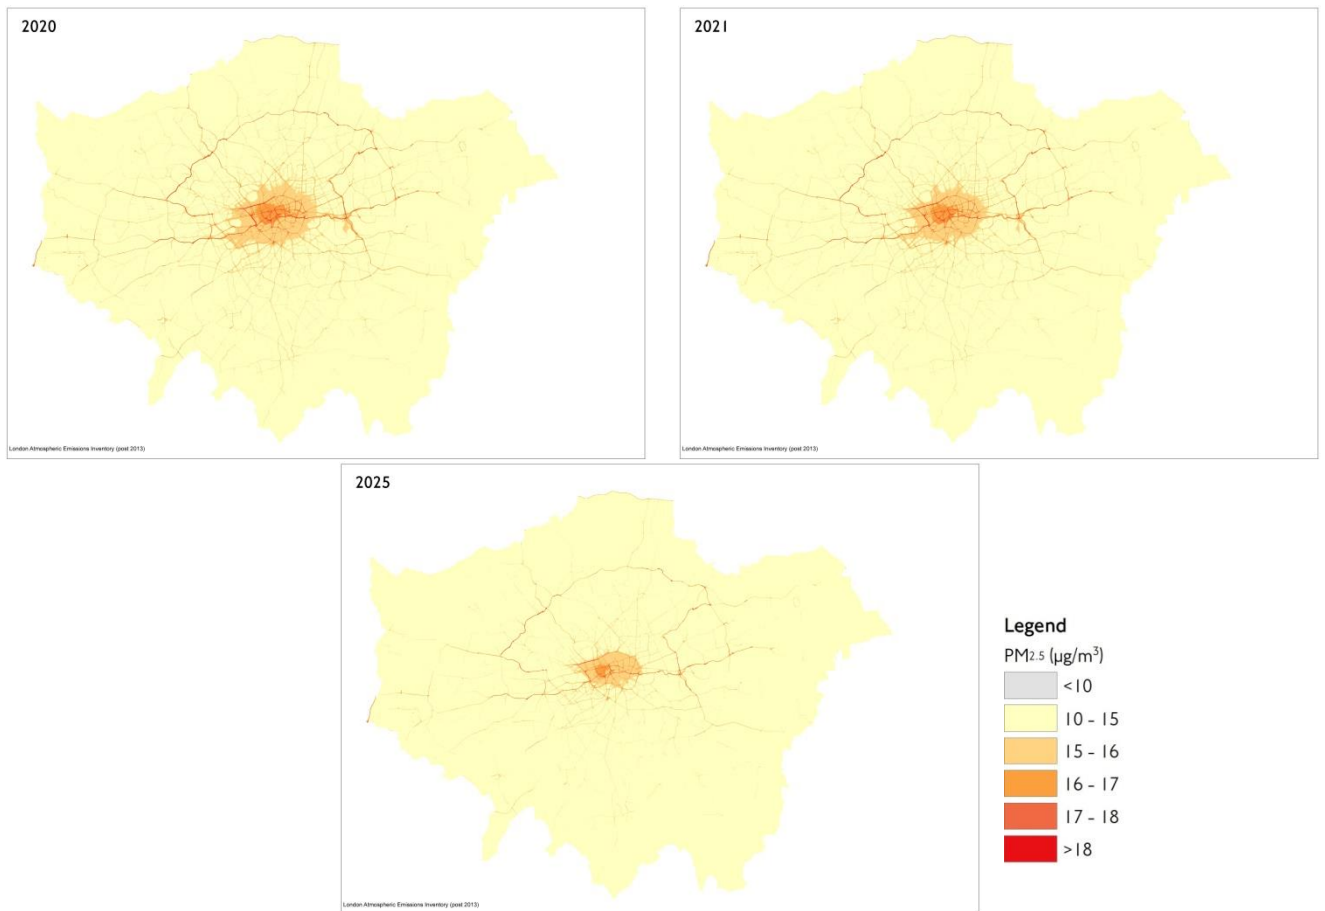 2020
London Atmospheric Emissions Inventory (post 2013)
2021
London Atmospheric Emissions Inventory (post 2013)
2025
London Atmospheric Emissions Inventory (post 2013)
Legend
PM2.5 (µg/m³)
<10
10 - 15
15 - 16
16 - 17
17 - 18
>18